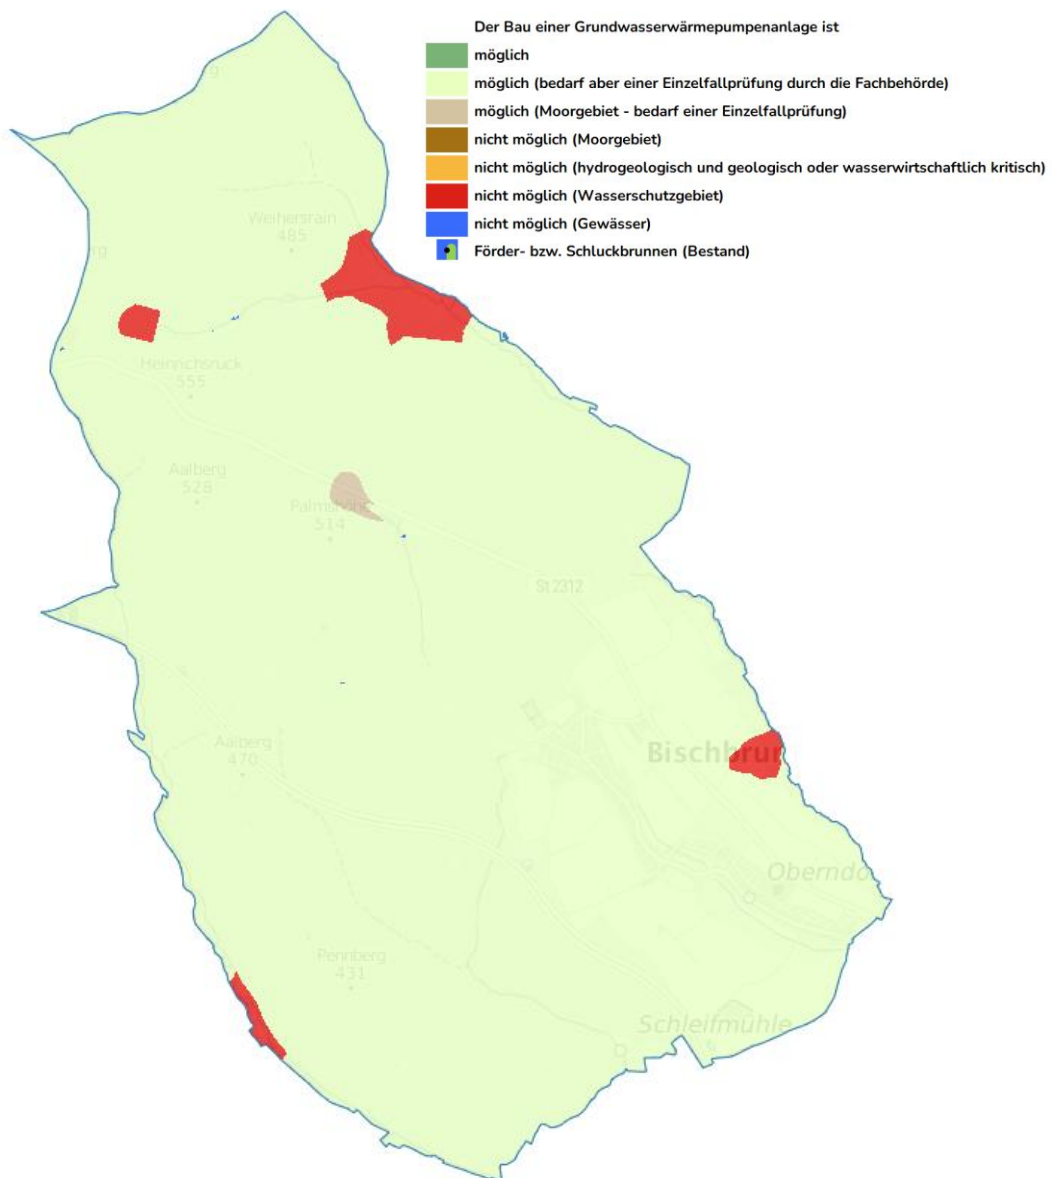 Der Bau einer Grundwasserwärmepumpenanlage ist
möglich
möglich (bedarf aber einer Einzelfallprüfung durch die Fachbehörde)
möglich (Moorgebiet - bedarf einer Einzelfallprüfung)
nicht möglich (Moorgebiet)
nicht möglich (hydrogeologisch und geologisch oder wasserwirtschaftlich kritisch)
nicht möglich (Wasserschutzgebiet)
nicht möglich (Gewässer)
Förder- bzw. Schluckbrunnen (Bestand)
Weihersrain
485
Heinrichsruck
555
Aalberg
528
Palmshöhe
514
St 2312
Aalberg
470
Bischbrun
Oberndo
Pennberg
431
Schleifmühle